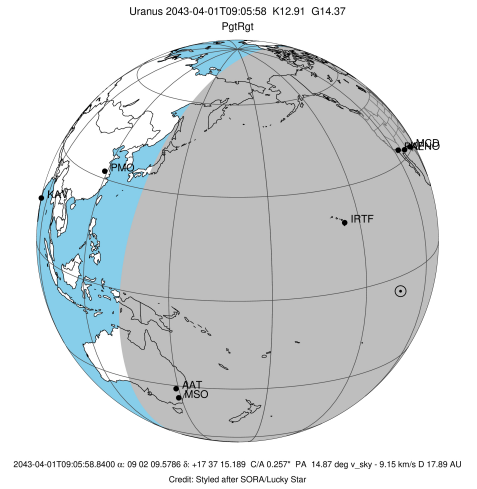 Uranus 2043-04-01T09:05:58 K12.91 G14.37
PgtRgt
MCD
KAV
PMO
IRTF
AAT
MSO
2043-04-01T09:05:58.8400 α: 09 02 09.5786 δ: +17 37 15.189 C/A 0.257" PA 14.87 deg v_sky - 9.15 km/s D 17.89 AU
Credit: Styled after SORA/Lucky Star